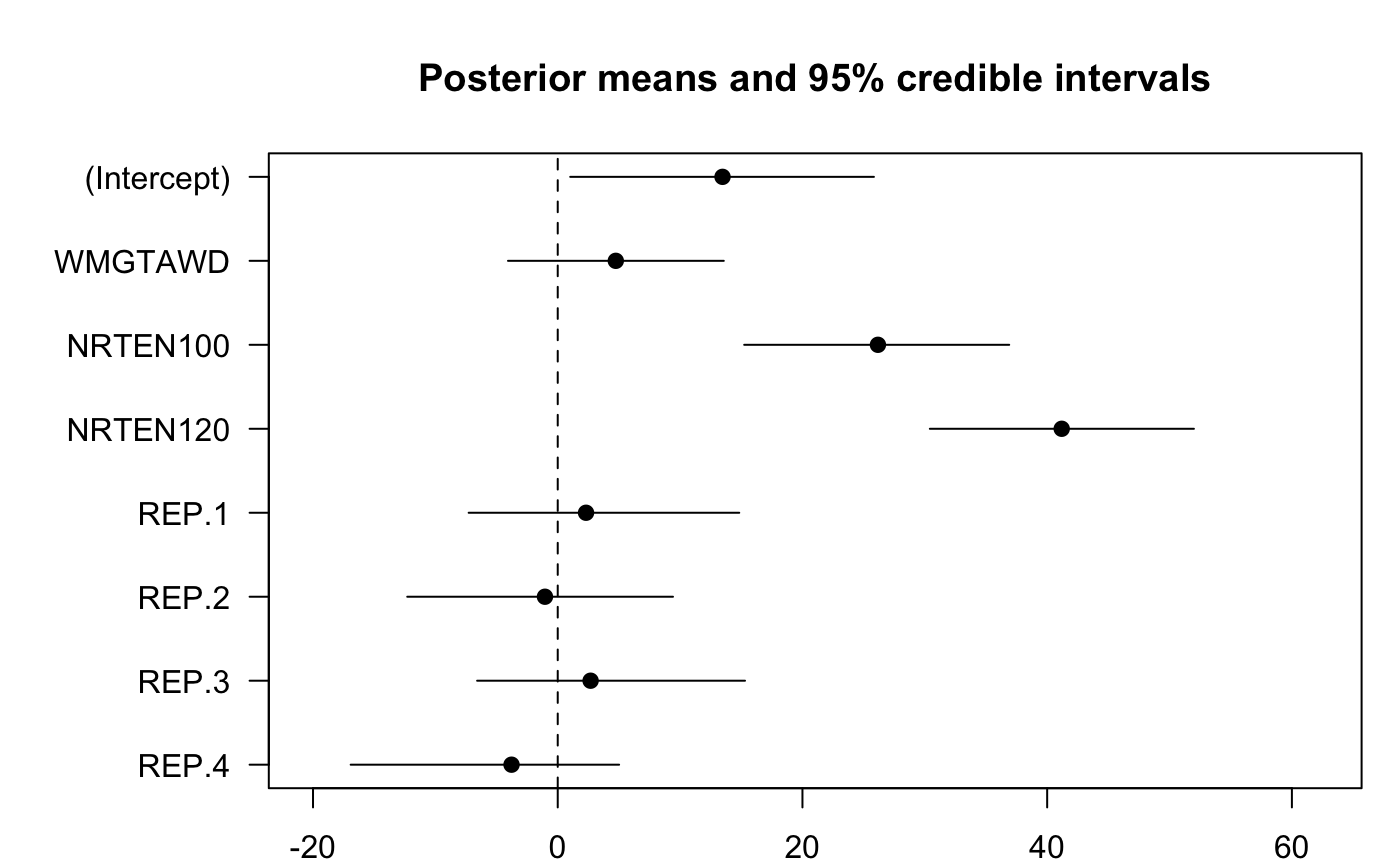 Posterior means and 95% credible intervals
(Intercept)
WMGTAWD
NRTEN100
NRTEN120
REP.1
REP.2
REP.3
REP.4
-20 0 20 40 60